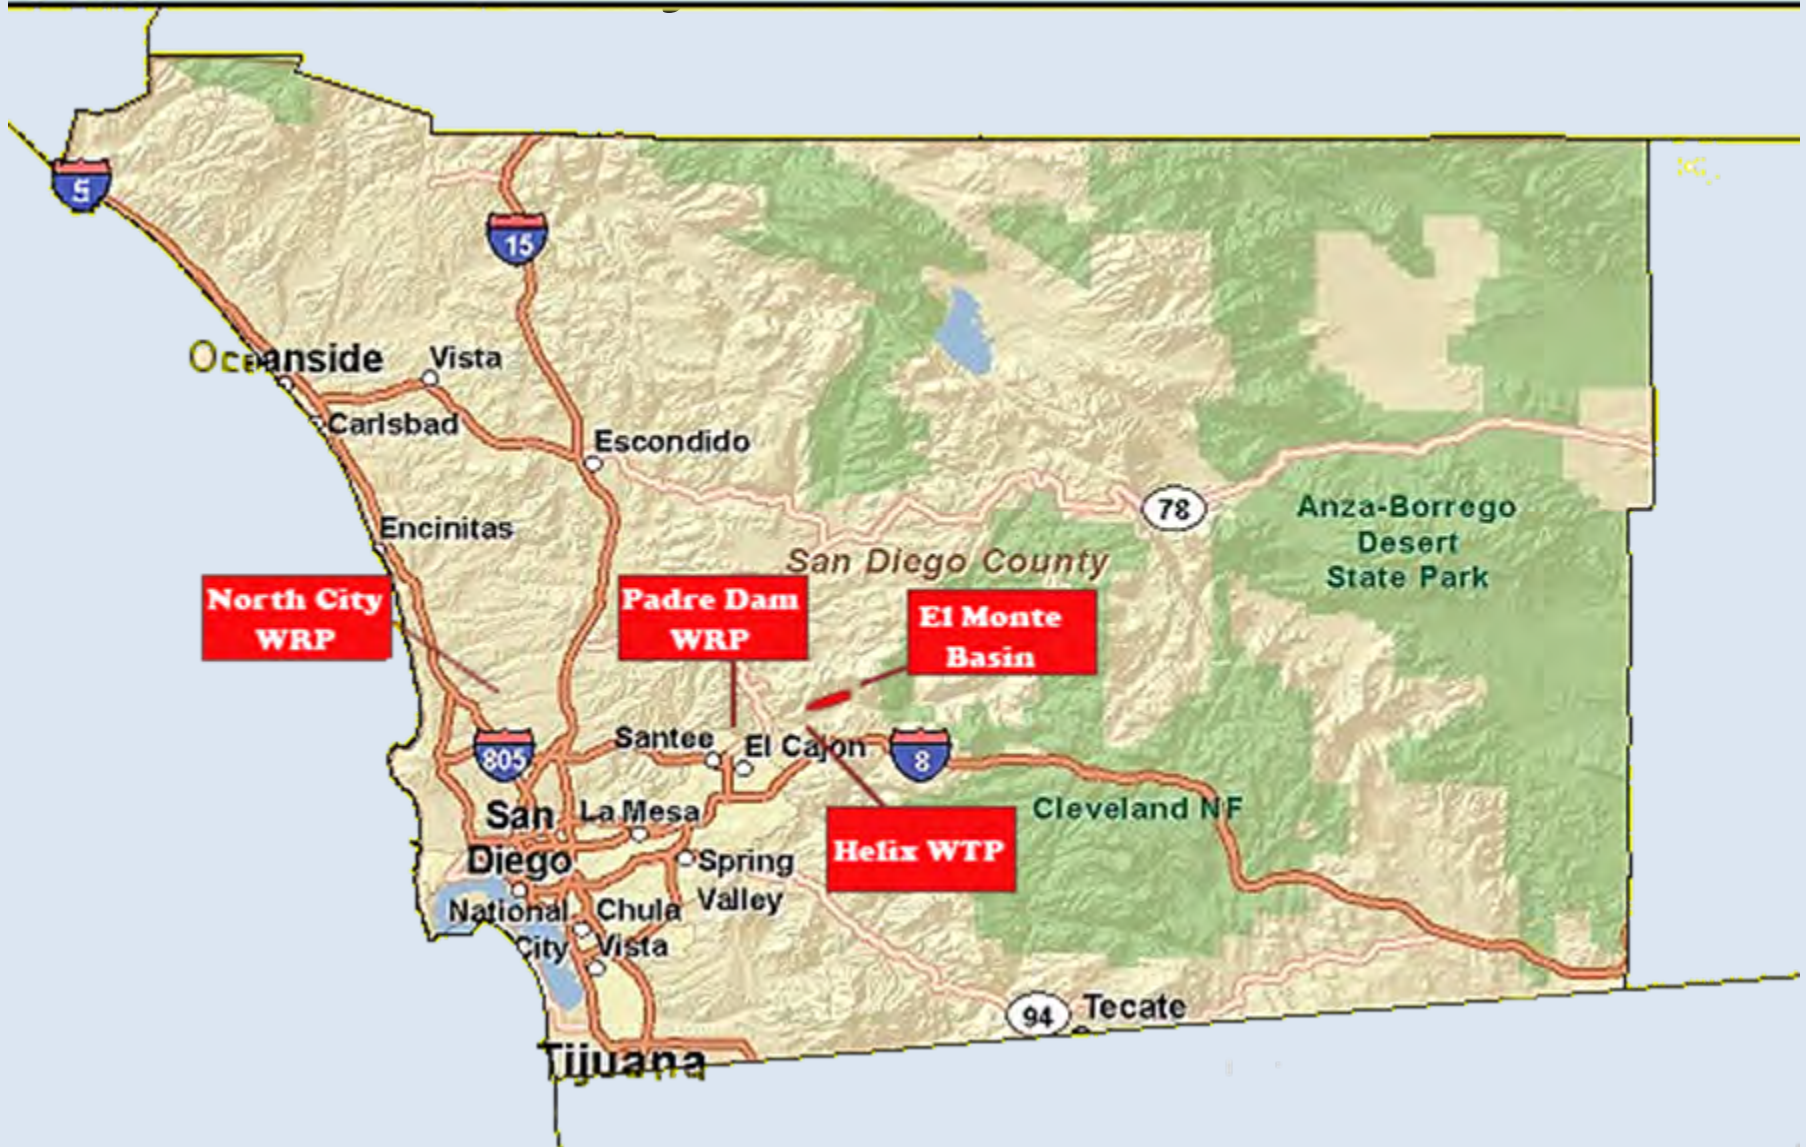 5
15
Oceanside
Vista
Carlsbad
Escondido
78
Anza-Borrego
Desert
State Park
Encinitas
San Diego County
North City
WRP
Padre Dam
WRP
El Monte
Basin
Santee
El Cajon
805
8
San
Diego
La Mesa
Cleveland NF
Helix WTP
Spring
Valley
National
City
Chula
Vista
94
Tecate
Tijuana